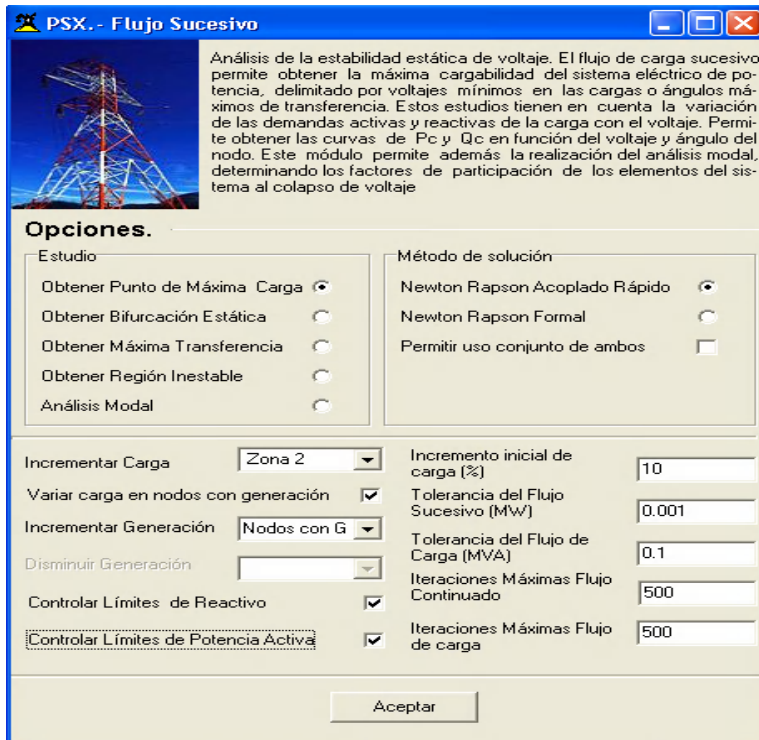 PSX.- Flujo Sucesivo
Análisis de la estabilidad estática de voltaje. El flujo de carga sucesivo
permite obtener la máxima cargabilidad del sistema eléctrico de po-
tencia, delimitado por voltajes mínimos en las cargas o ángulos má-
ximos de transferencia. Estos estudios tienen en cuenta la variación
de las demandas activas y reactivas de la carga con el voltaje. Permi-
te obtener las curvas de Pc y Qc en función del voltaje y ángulo del
nodo. Este módulo permite además la realización del análisis modal,
determinando los factores de participación de los elementos del sis-
tema al colapso de voltaje
Opciones.
Estudio
Obtener Punto de Máxima Carga
Obtener Bifurcación Estática
Obtener Máxima Transferencia
Obtener Región Inestable
Análisis Modal
Método de solución
Newton Rapson Acoplado Rápido
Newton Rapson Formal
Permitir uso conjunto de ambos
Incrementar Carga
Zona 2
Variar carga en nodos con generación
Incrementar Generación
Nodos con G
Disminuir Generación
Controlar Límites de Reactivo
Controlar Límites de Potencia Activa
Incremento inicial de
carga (%)
10
Tolerancia del Flujo
Sucesivo (MW)
0.001
Tolerancia del Flujo de
Carga (MVA)
0.1
Iteraciones Máximas Flujo
Continuado
500
Iteraciones Máximas Flujo
de carga
500
Aceptar